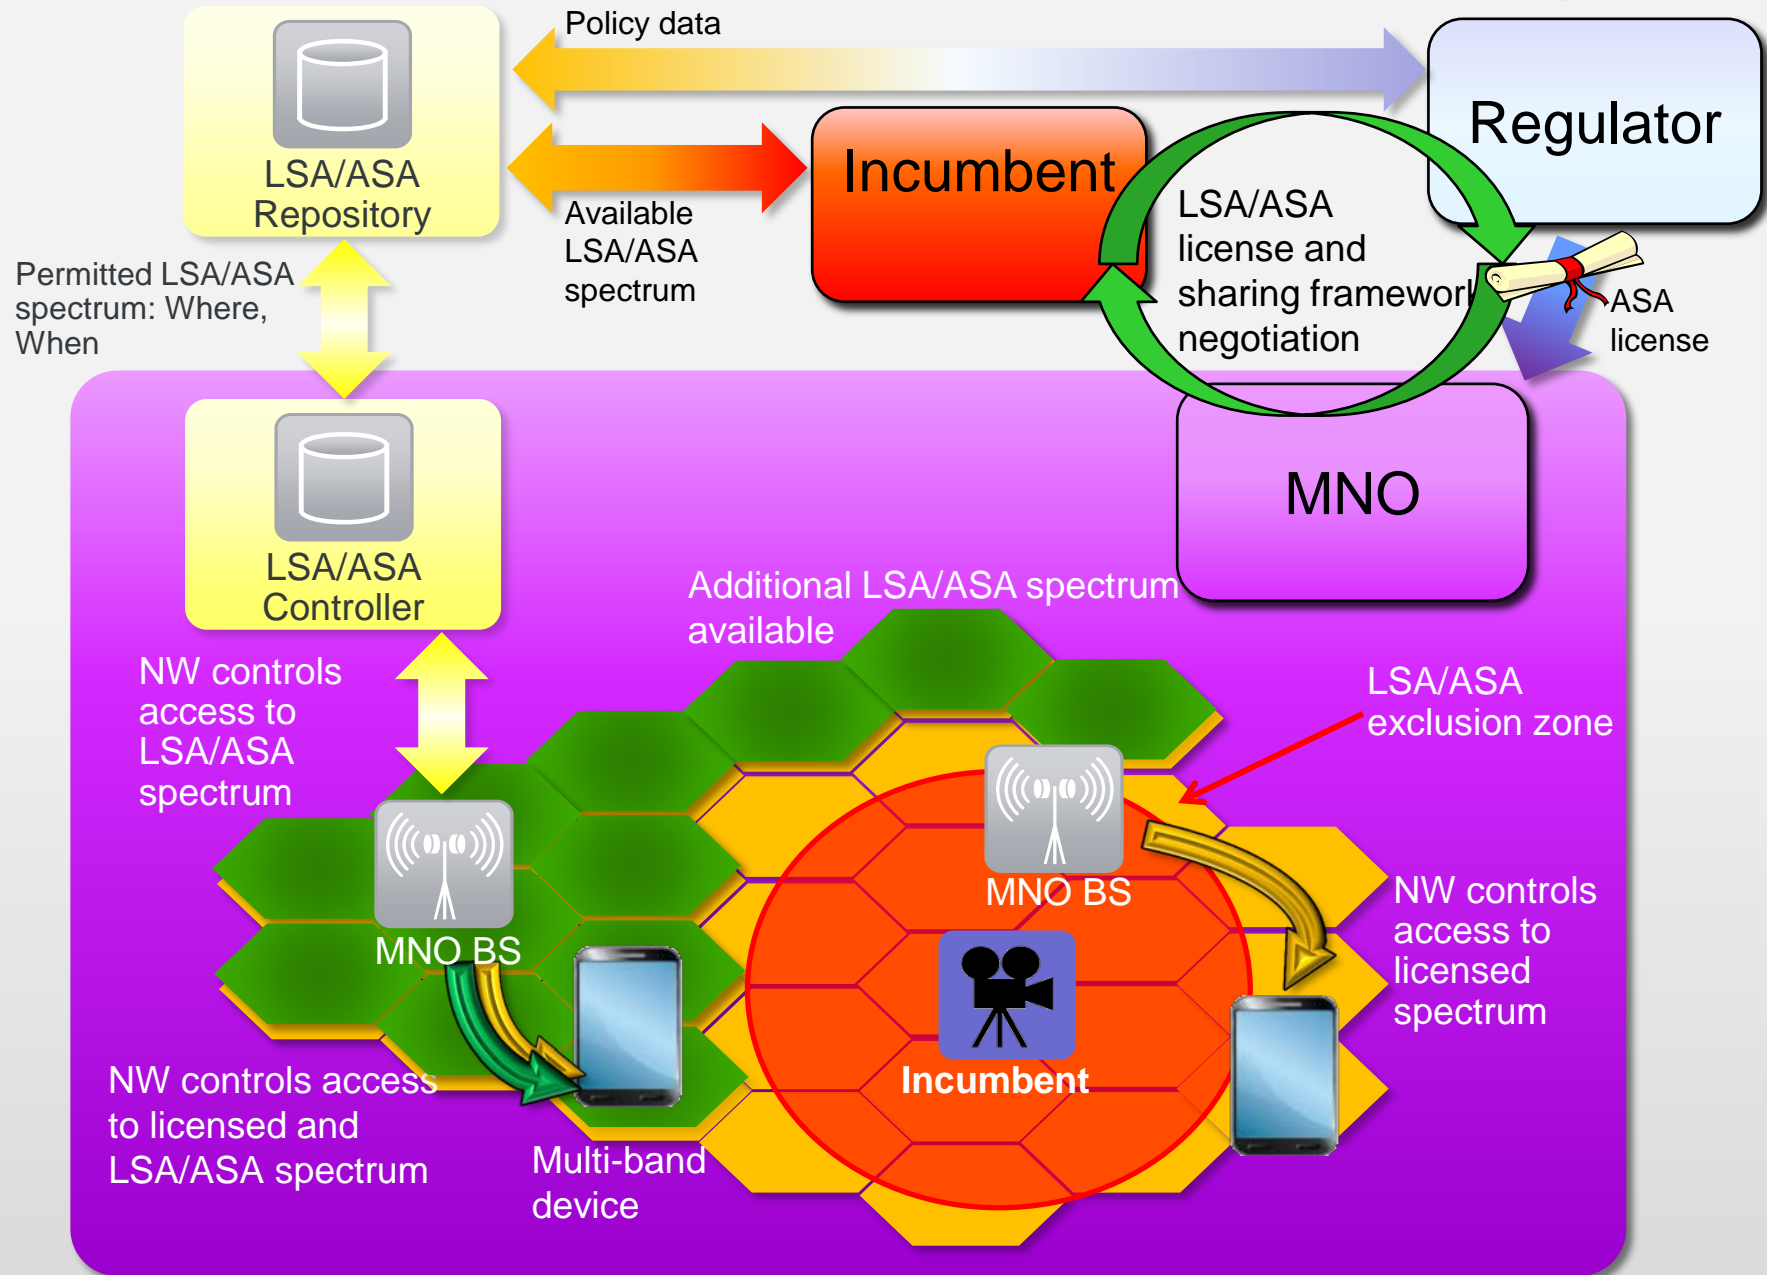 Policy data
Regulator
LSA/ASA
Repository
Incumbent
Available
LSA/ASA
spectrum
LSA/ASA
license and
sharing framework
negotiation
Permitted LSA/ASA
spectrum: Where,
When
ASA
license
LSA/ASA
Controller
MNO
Additional LSA/ASA spectrum
available
NW controls
access to
LSA/ASA
spectrum
LSA/ASA
exclusion zone
MNO BS
MNO BS
NW controls
access to
licensed
spectrum
Incumbent
NW controls access
to licensed and
LSA/ASA spectrum
Multi-band
device